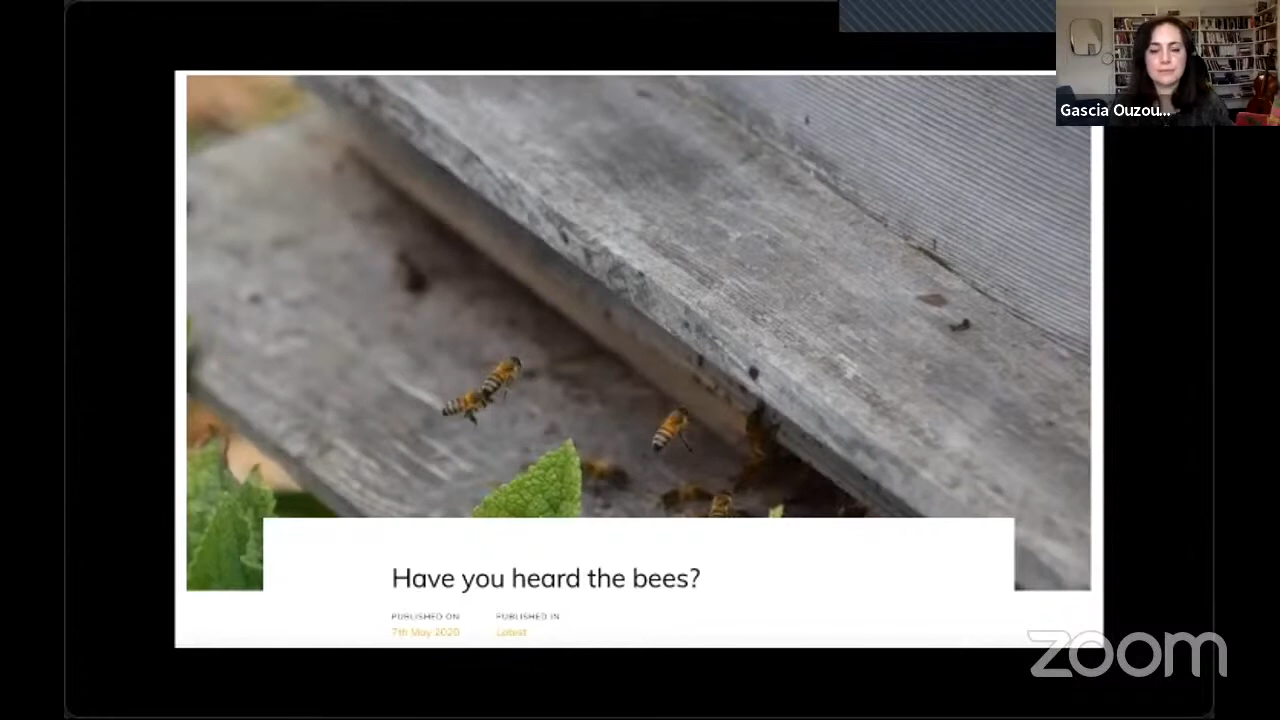 Gascia Ouzou...
Have you heard the bees?
PUBLISHED ON
PUBLISHED IN
7th May 2020
Latest
zoom